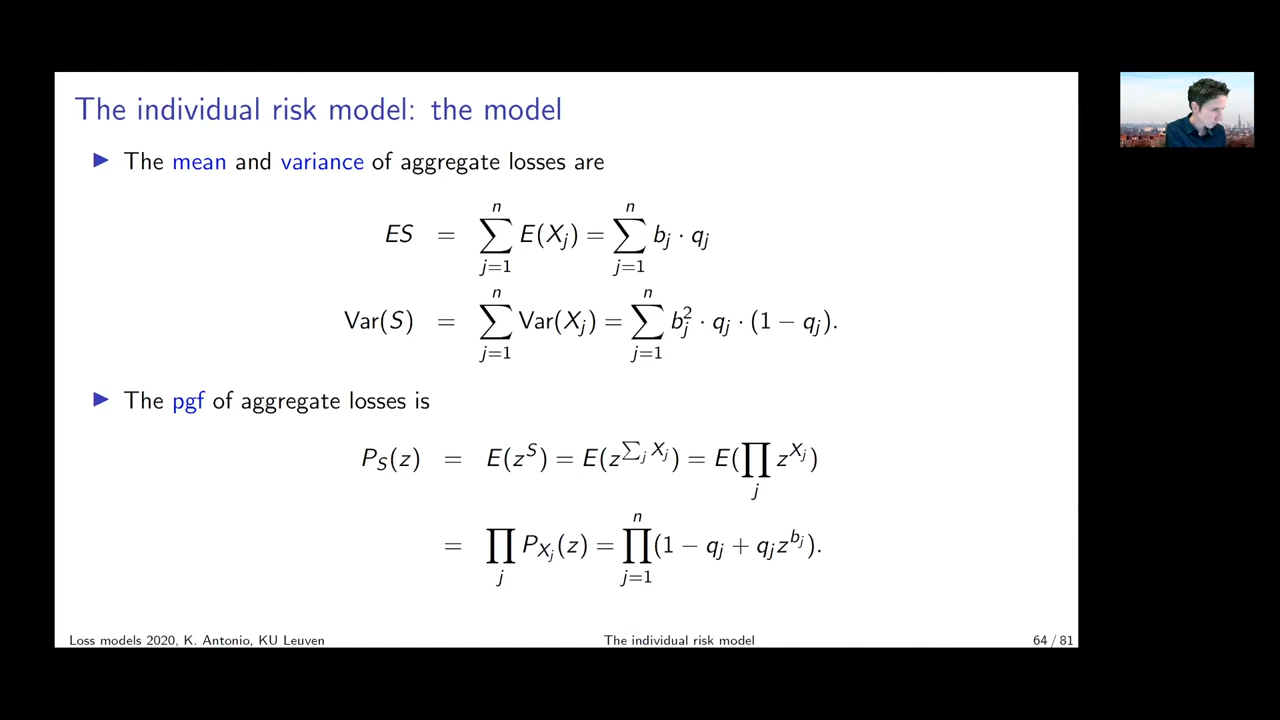 The individual risk model: the model
▶ The mean and variance of aggregate losses are
ES = ∑_{j=1}^{n} E(X_j) = ∑_{j=1}^{n} b_j · q_j
Var(S) = ∑_{j=1}^{n} Var(X_j) = ∑_{j=1}^{n} b_j^2 · q_j · (1 − q_j).
▶ The pgf of aggregate losses is
P_S(z) = E(z^S) = E(z^{∑_j X_j}) = E(∏_j z^{X_j})
= ∏_j P_{X_j}(z) = ∏_{j=1}^{n} (1 − q_j + q_j z^{b_j}).
Loss models 2020, K. Antonio, KU Leuven The individual risk model 64 / 81